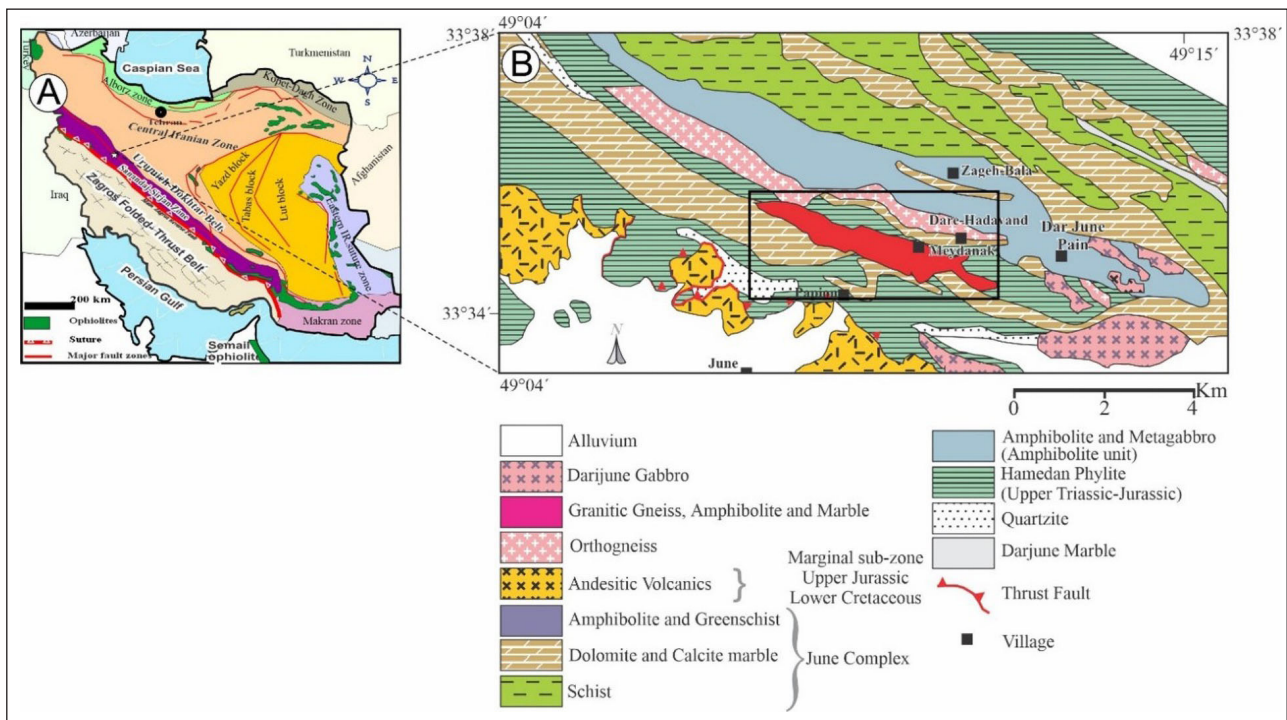 Azerbaijan
Turkey
Turkmenistan
Caspian Sea
Kopet-Dagh Zone
A
Alborz zone
N
W
E
S
Tehran
Central Iranian Zone
Afghanistan
Yazd block
Tabas block
Lut block
Iraq
Sanandaj-Sirjan Zone
Zagros Folded-Thrust Belt
Persian Gulf
200 km
Makran zone
Ophiolites
Suture
Major fault zones
Semail
ophiolite
49°04′
33°38′
33°38′
49°15′
B
Zageh-Bala
Dare-Hadavand
Meydanak
Dar June
Pain
33°34′
N
June
49°04′
Km
0
2
4
Alluvium
Darijune Gabbro
Granitic Gneiss, Amphibolite and Marble
Orthogneiss
Andesitic Volcanics
Marginal sub-zone
Upper Jurassic
Lower Cretaceous
Amphibolite and Greenschist
Dolomite and Calcite marble
June Complex
Schist
Amphibolite and Metagabbro
(Amphibolite unit)
Hamedan Phylite
(Upper Triassic-Jurassic)
Quartzite
Darjune Marble
Thrust Fault
Village